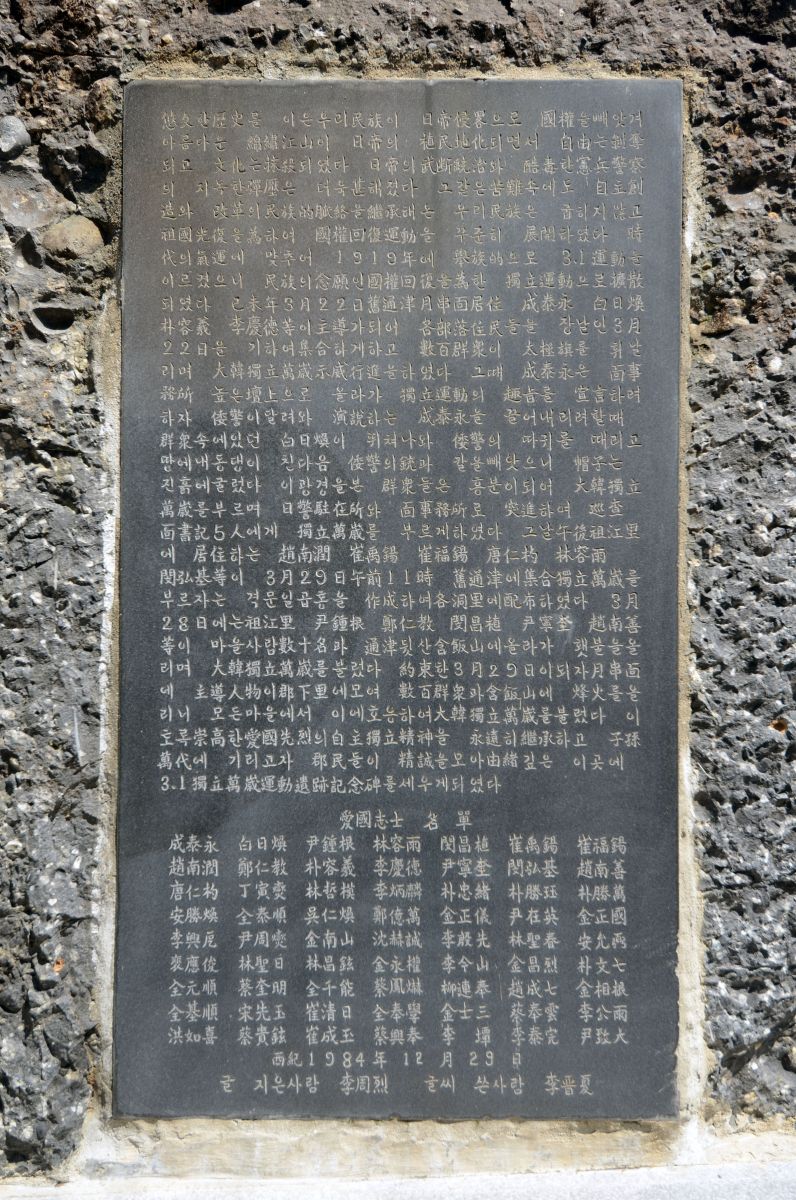 悠久한歷史를 이은우리民族이 日帝侵畧으로 國權을빼앗겨
아름다운 錦繡江山이 日帝의 植民地化되면서 自由는剝奪
되고 文化는抹殺되였다 日帝의 武斷統治와 酷毒한憲兵警察
의 지독한彈壓은 더욱甚해갔다 그같은苦難속에도 自主創
造와 改革의民族的脈絡을繼承해온 우리民族은 굽히지않고
祖國光復을爲하여 國權回復運動을 꾸준히 展開하였다 時
代의氣運에 맞추어 1919年에 擧族的으로 3.1運動을
이르켰으니 民族의念願인國權回復을爲한 獨立運動으로擴散
되였다 己未年3月22日舊通津月串面居住 成泰永 白日煥
朴容義 李慶德等이主導가되어 各部落住民들을 장날인3月
22日을 기하여集合하게하고 數百群衆이 太極旗를 휘날
리며 大韓獨立萬歲示威行進을하였다 그때 成泰永은面事
務所 높은壇上으로 올라가 獨立運動의 趣旨를 宣言하려
하자 倭警이달려와 演說하는 成泰永을 끌어내리려할때
群衆속에있던 白日煥이 뛰쳐나와 倭警의 따귀를 때리고
땅에내동댕이친다음 倭警의銃과 칼을빼앗으니 帽子는
진흙에굴렀다 이광경을본 群衆들은 흥분이되어 大韓獨立
萬歲를부르며 日警駐在所와 面事務所로 突進하여 巡査
面書記5人에게 獨立萬歲를 부르게하였다 그날午後祖江里
에 居住하는 趙南潤 崔禹錫 崔福錫 唐仁杓 林容雨
閔弘基等이 3月29日午前11時 舊通津에集合獨立萬歲를
부르자는 격문일곱홍을 作成하여各洞里에配布하였다 3月
28日에는 祖江里 尹鍾根 鄭仁教 閔昌植 尹寧奎 趙南善
等이 마을사람數十名과 通津뒷산 含飯山에올라가 햇불을
리며 大韓獨立萬歲를불렀다 約束한3月29日이되자月串面
에 主導人物이郡下里에모여 數百群衆과含飯山에 烽火를올
리니 모든마을에서 이에호응하여大韓獨立萬歲를불렀다 이
토록崇高한愛國先烈의自主獨立精神을永遠히繼承하고 子孫
萬代에 기리고자郡民들이 精誠을모아由緖깊은 이곳에
3.1獨立萬歲運動遺跡記念碑를세우게되였다
愛國志士 名單
成泰永 白日煥 尹鍾根 林容雨 閔昌植 崔禹錫 崔福錫
趙南潤 鄭仁教 朴容義 李慶德 尹寧奎 閔弘基 趙南善
唐仁杓 丁寅燮 林哲模 李炳麟 朴忠緖 朴勝珏 朴勝萬
安勝煥 全泰順 吳仁煥 鄭億萬 金正儀 尹在英 金正國
李興尼 尹周燮 金南山 沈赫誠 李殷先 林聖春 安允丙
裵應俊 林聖日 林昌鉉 金永權 李今山 金昌烈 朴文七
全元順 蔡奎明 全千能 蔡鳳琳 柳連奉 趙成七 金相根
金基順 宋先玉 崔清日 全泰學 金士三 蔡奉雲 李公雨
洪如喜 蔡貴鉉 崔成玉 蔡興奉 李 墰 李泰完 尹致大
西紀1984年 12月 29日
글 지은사람 李周烈 글씨 쓴사람 李晋夏